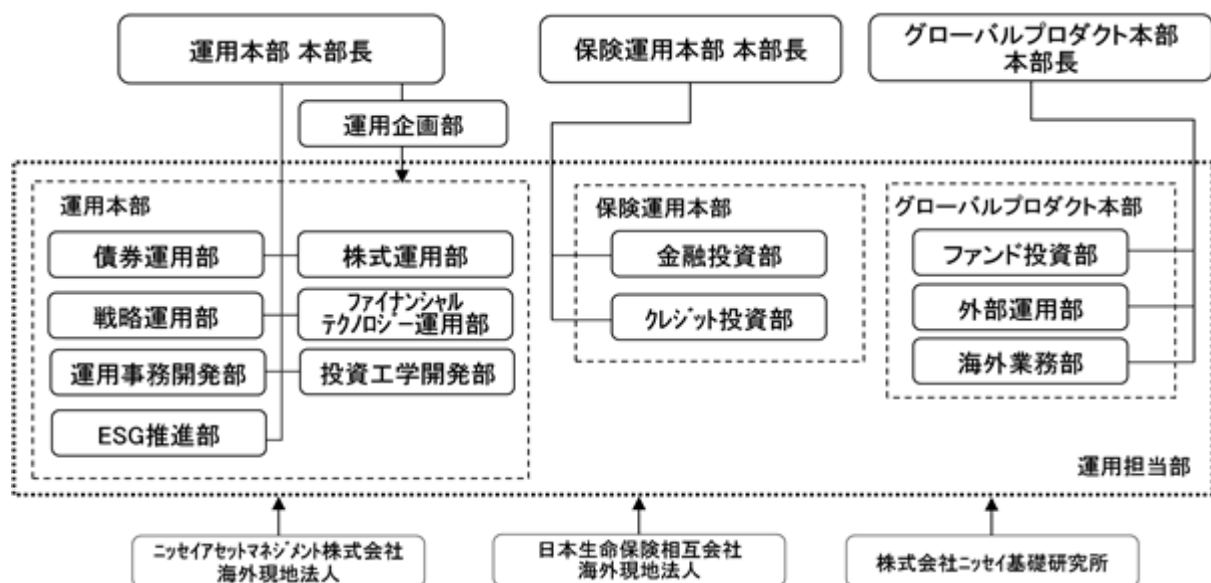 運用本部 本部長
保険運用本部 本部長
グローバルプロダクト本部
本部長
運用企画部
運用本部
債券運用部
株式運用部
戦略運用部
ファイナンシャル
テクノロジー運用部
運用事務開発部
投資工学開発部
ESG推進部
保険運用本部
金融投資部
クレジット投資部
グローバルプロダクト本部
ファンド投資部
外部運用部
海外業務部
運用担当部
ニッセイアセットマネジメント株式会社
海外現地法人
日本生命保険相互会社
海外現地法人
株式会社ニッセイ基礎研究所